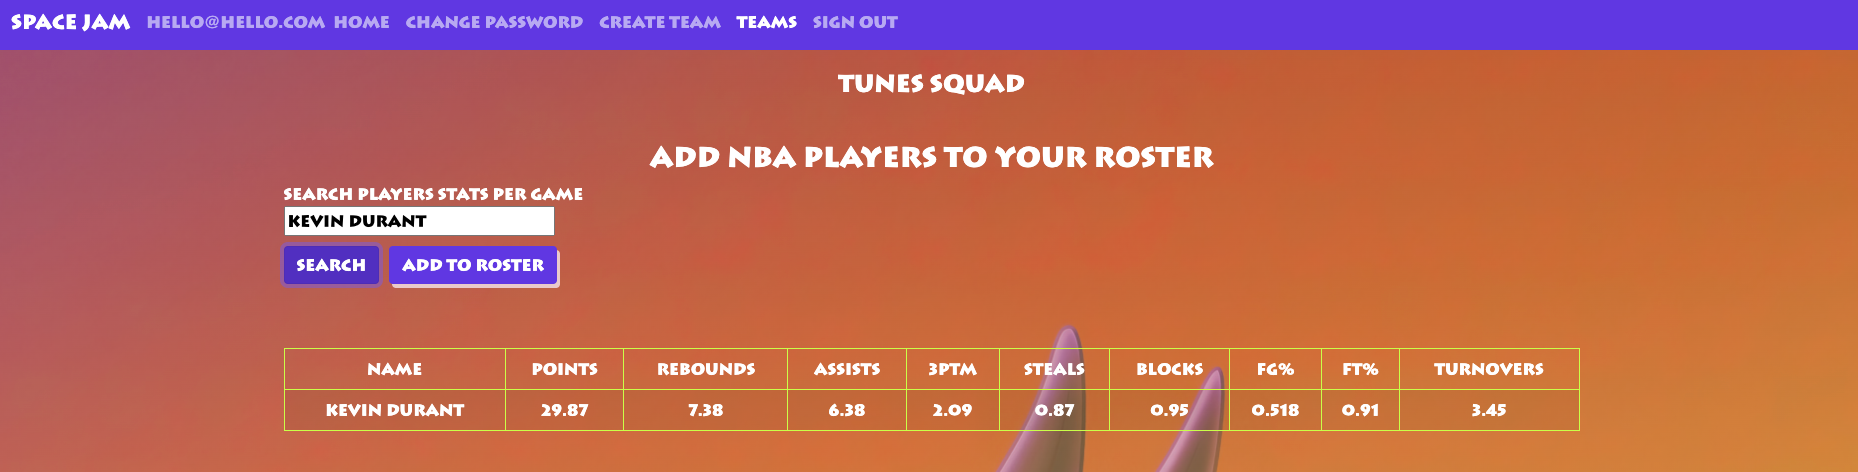 SPACE JAM HELLO@HELLO.COM HOME CHANGE PASSWORD CREATE TEAM TEAMS SIGN OUT
TUNES SQUAD
ADD NBA PLAYERS TO YOUR ROSTER
SEARCH PLAYERS STATS PER GAME
KEVIN DURANT
SEARCH ADD TO ROSTER
NAME POINTS REBOUNDS ASSISTS 3PTM STEALS BLOCKS FG% FT% TURNOVERS
KEVIN DURANT 29.87 7.38 6.38 2.09 0.87 0.95 0.518 0.91 3.45